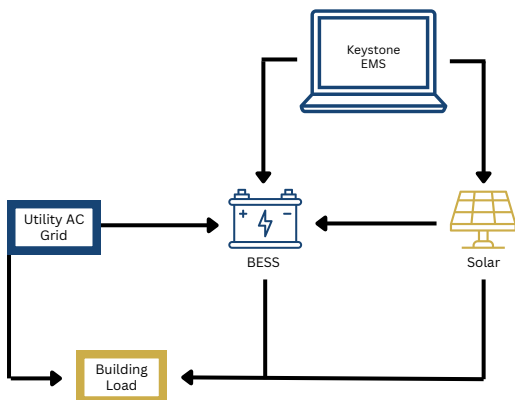 Keystone
EMS
Utility AC
Grid
BESS
Solar
Building
Load